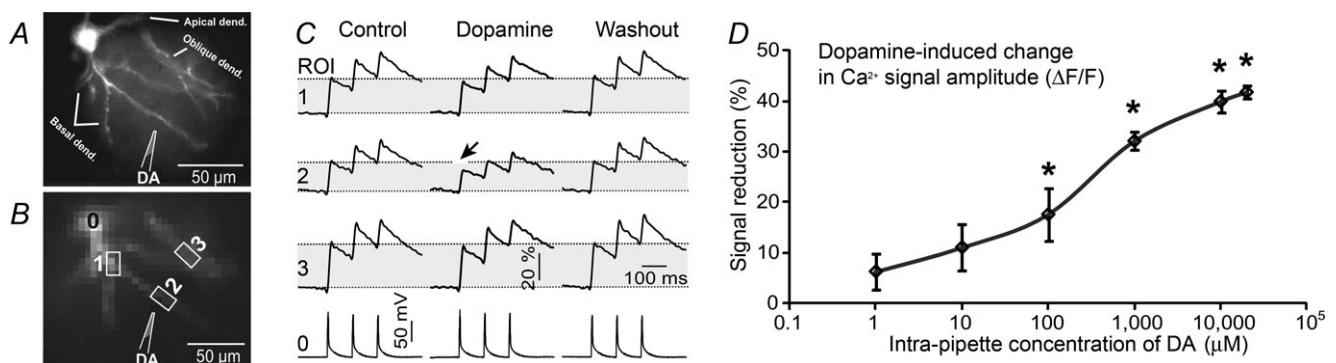 A
Apical dend.
Oblique dend.
Basal dend.
DA
50 µm
B
0
1
2
3
DA
50 µm
C
Control
Dopamine
Washout
ROI
1
2
3
20 %
100 ms
0
50 mV
D
Dopamine-induced change
in Ca²⁺ signal amplitude (ΔF/F)
Signal reduction (%)
50
40
30
20
10
0
* * * *
0.1 1 10 100 1,000 10,000 10⁵
Intra-pipette concentration of DA (µM)